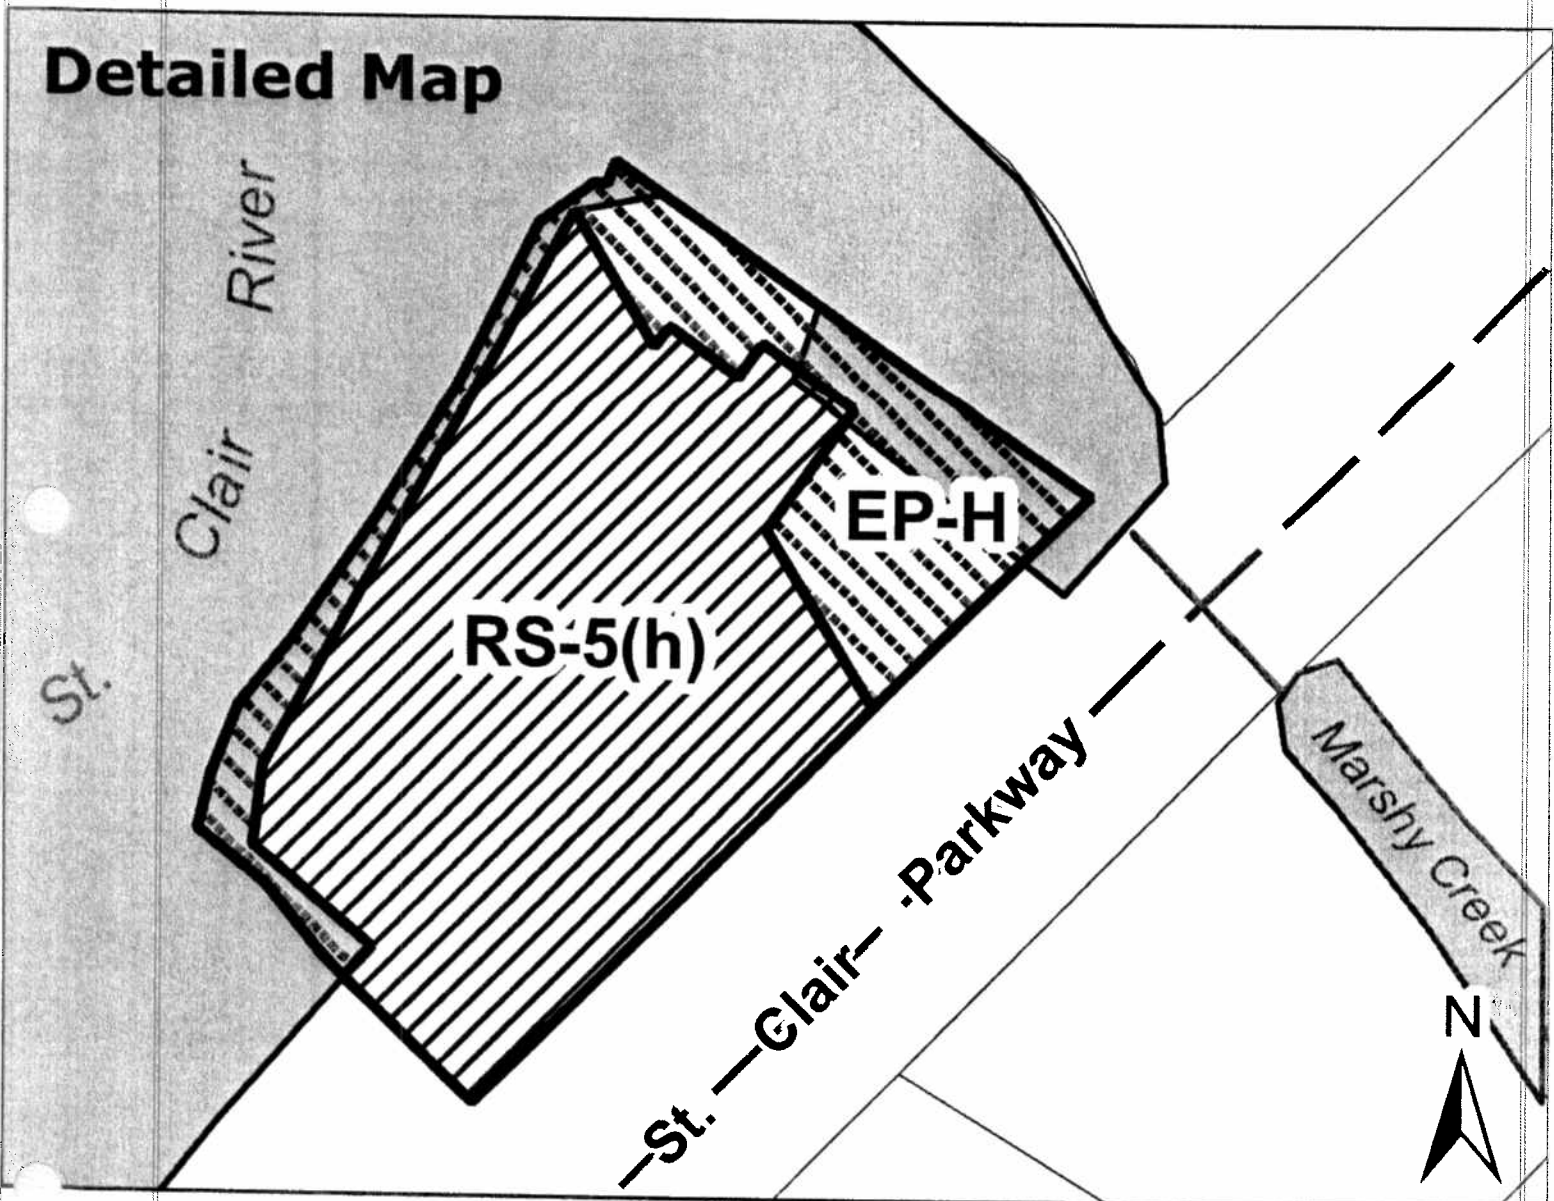 Detailed Map
St. Clair River
EP-H
RS-5(h)
St. Clair Parkway
Marshy Creek
N